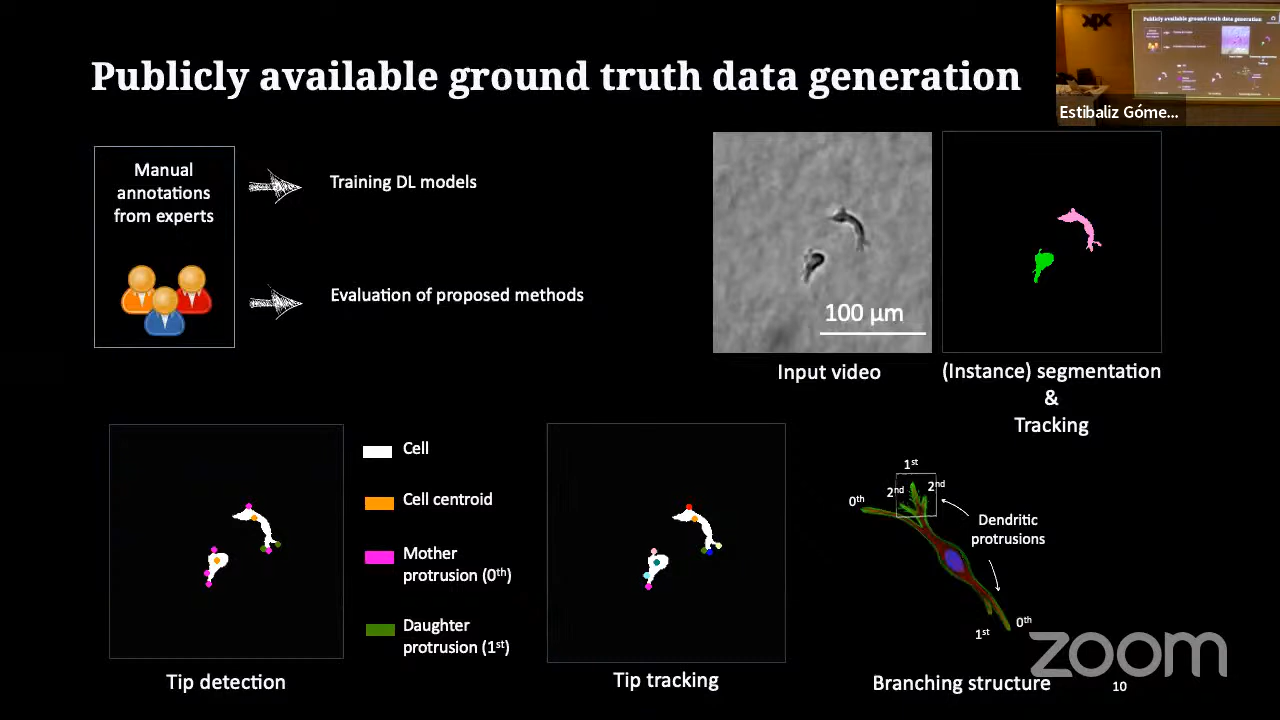 Publicly available ground truth data generation
Estibaliz Góme...
Manual
annotations
from experts
Training DL models
Evaluation of proposed methods
100 μm
Input video
(Instance) segmentation
&
Tracking
Cell
Cell centroid
Mother
protrusion (0th)
Daughter
protrusion (1st)
Tip detection
Tip tracking
1st
2nd
2nd
0th
Dendritic
protrusions
0th
1st
Branching structure
zoom
10